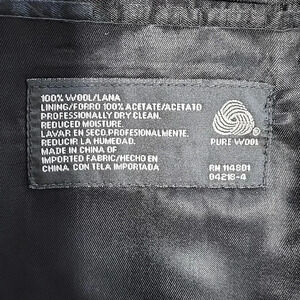 100% WOOL/LANA
LINING/FORRO 100% ACETATE/ACETATO
PROFESSIONALLY DRY CLEAN.
REDUCED MOISTURE.
LAVAR EN SECO.PROFESIONALMENTE.
REDUCIR LA HUMEDAD.
MADE IN CHINA OF
IMPORTED FABRIC/HECHO EN
CHINA, CON TELA IMPORTADA
PURE WOOL
RN 114801
04218-4